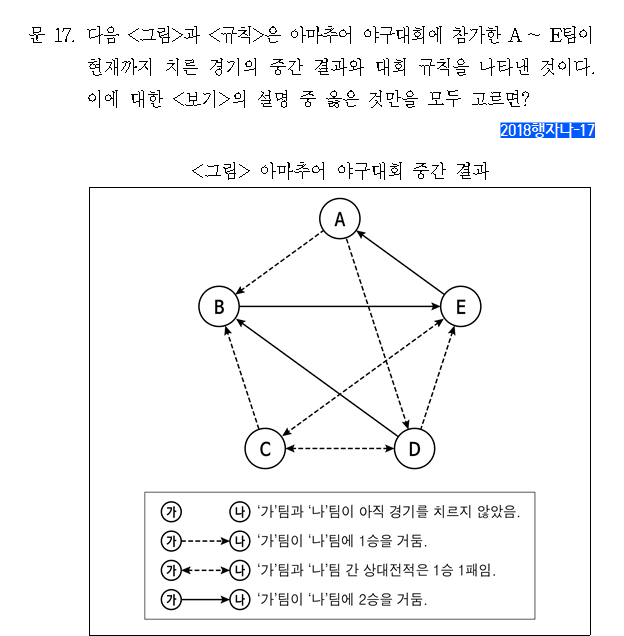 문 17. 다음 <그림>과 <규칙>은 아마추어 야구대회에 참가한 A ~ E팀이
현재까지 치른 경기의 중간 결과와 대회 규칙을 나타낸 것이다.
이에 대한 <보기>의 설명 중 옳은 것만을 모두 고르면?
2018행자나-17
<그림> 아마추어 야구대회 중간 결과
A
B
E
C
D
가 나 '가'팀과 '나'팀이 아직 경기를 치르지 않았음.
가 나 '가'팀이 '나'팀에 1승을 거둠.
가 나 '가'팀과 '나'팀 간 상대전적은 1승 1패임.
가 나 '가'팀이 '나'팀에 2승을 거둠.